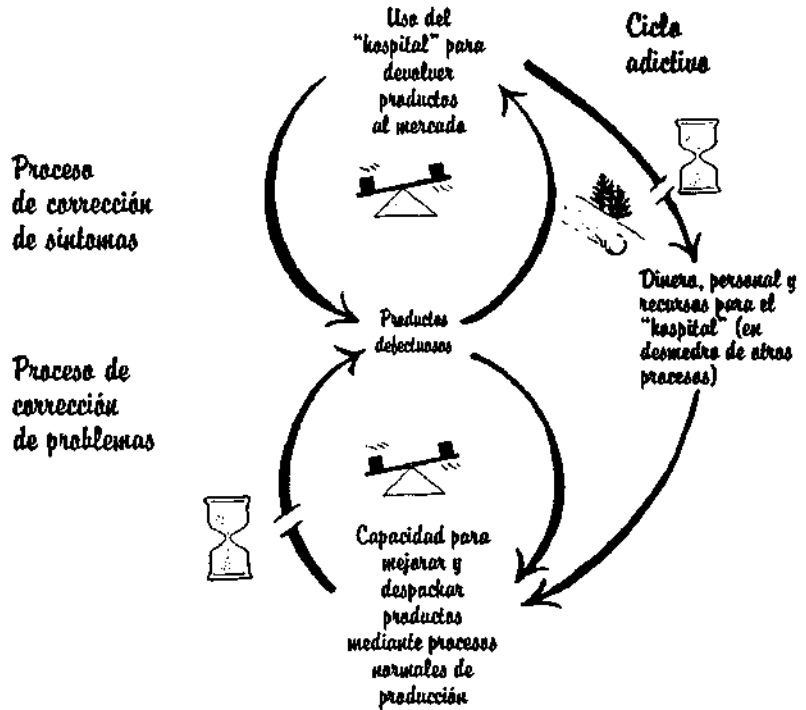 Uso del
"hospital" para
devolver
productos
al mercado
Ciclo
adictivo
Proceso
de corrección
de síntomas
Dinero, personal y
recursos para el
"hospital" (en
desmedro de otros
procesos)
Productos
defectuosos
Proceso de
corrección
de problemas
Capacidad para
mejorar y
despachar
productos
mediante procesos
normales de
producción